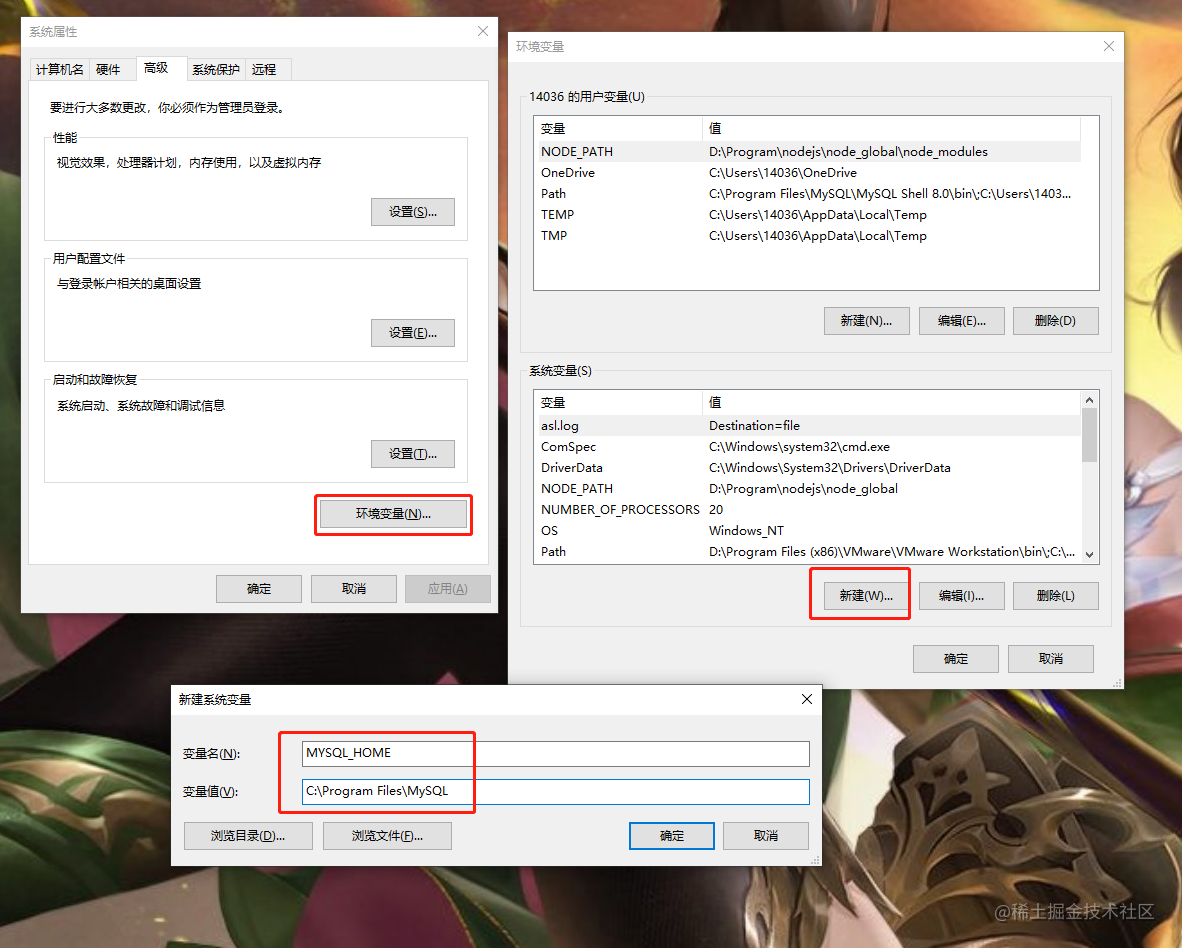 系统属性
计算机名 硬件 高级 系统保护 远程
要进行大多数更改，你必须作为管理员登录。
性能
视觉效果，处理器计划，内存使用，以及虚拟内存
设置(S)...
用户配置文件
与登录帐户相关的桌面设置
设置(E)...
启动和故障恢复
系统启动、系统故障和调试信息
设置(T)...
环境变量(N)...
确定 取消 应用(A)
环境变量
14036 的用户变量(U)
变量 值
NODE_PATH D:\Program\nodejs\node_global\node_modules
OneDrive C:\Users\14036\OneDrive
Path C:\Program Files\MySQL\MySQL Shell 8.0\bin\;C:\Users\1403...
TEMP C:\Users\14036\AppData\Local\Temp
TMP C:\Users\14036\AppData\Local\Temp
新建(N)... 编辑(E)... 删除(D)
系统变量(S)
变量 值
asl.log Destination=file
ComSpec C:\Windows\system32\cmd.exe
DriverData C:\Windows\System32\Drivers\DriverData
NODE_PATH D:\Program\nodejs\node_global
NUMBER_OF_PROCESSORS 20
OS Windows_NT
Path D:\Program Files (x86)\VMware\VMware Workstation\bin\;C:\...
新建(W)... 编辑(I)... 删除(L)
确定 取消
新建系统变量
变量名(N): MYSQL_HOME
变量值(V): C:\Program Files\MySQL
浏览目录(D)... 浏览文件(F)... 确定 取消
@稀土掘金技术社区